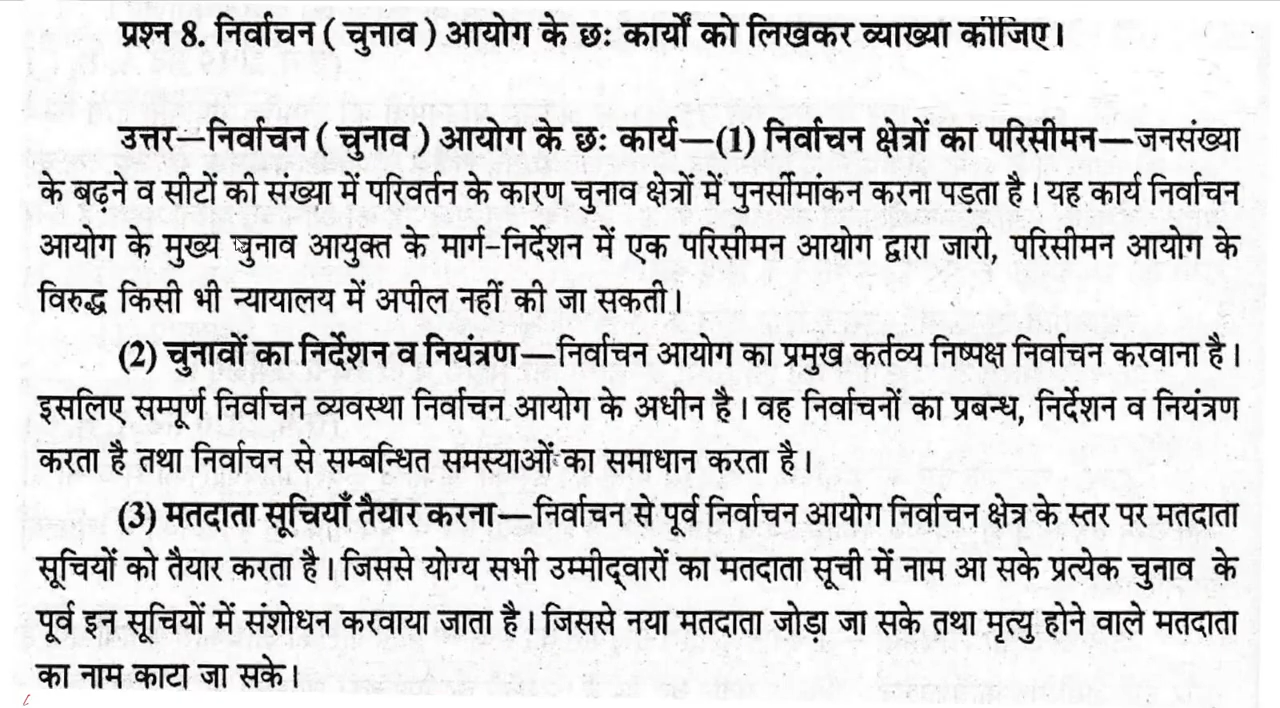 प्रश्न 8. निर्वाचन ( चुनाव ) आयोग के छः कार्यों को लिखकर व्याख्या कीजिए।
उत्तर—निर्वाचन ( चुनाव ) आयोग के छः कार्य—(1) निर्वाचन क्षेत्रों का परिसीमन—जनसंख्या
के बढ़ने व सीटों की संख्या में परिवर्तन के कारण चुनाव क्षेत्रों में पुनर्सीमांकन करना पड़ता है। यह कार्य निर्वाचन
आयोग के मुख्य चुनाव आयुक्त के मार्ग-निर्देशन में एक परिसीमन आयोग द्वारा जारी, परिसीमन आयोग के
विरुद्ध किसी भी न्यायालय में अपील नहीं की जा सकती।
(2) चुनावों का निर्देशन व नियंत्रण—निर्वाचन आयोग का प्रमुख कर्तव्य निष्पक्ष निर्वाचन करवाना है।
इसलिए सम्पूर्ण निर्वाचन व्यवस्था निर्वाचन आयोग के अधीन है। वह निर्वाचनों का प्रबन्ध, निर्देशन व नियंत्रण
करता है तथा निर्वाचन से सम्बन्धित समस्याओं का समाधान करता है।
(3) मतदाता सूचियाँ तैयार करना—निर्वाचन से पूर्व निर्वाचन आयोग निर्वाचन क्षेत्र के स्तर पर मतदाता
सूचियों को तैयार करता है। जिससे योग्य सभी उम्मीद्वारों का मतदाता सूची में नाम आ सके प्रत्येक चुनाव के
पूर्व इन सूचियों में संशोधन करवाया जाता है। जिससे नया मतदाता जोड़ा जा सके तथा मृत्यु होने वाले मतदाता
का नाम काटा जा सके।